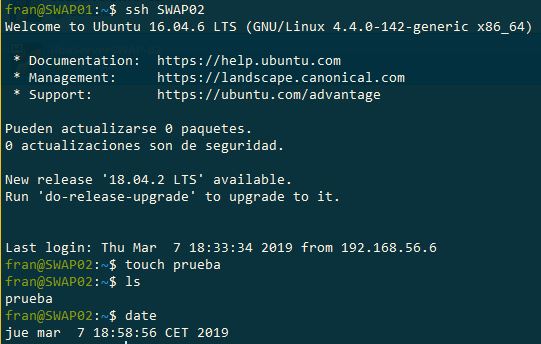 fran@SWAP01:~$ ssh SWAP02
Welcome to Ubuntu 16.04.6 LTS (GNU/Linux 4.4.0-142-generic x86_64)
* Documentation:  https://help.ubuntu.com
* Management:     https://landscape.canonical.com
* Support:        https://ubuntu.com/advantage
Pueden actualizarse 0 paquetes.
0 actualizaciones son de seguridad.
New release '18.04.2 LTS' available.
Run 'do-release-upgrade' to upgrade to it.
Last login: Thu Mar  7 18:33:34 2019 from 192.168.56.6
fran@SWAP02:~$ touch prueba
fran@SWAP02:~$ ls
prueba
fran@SWAP02:~$ date
jue mar  7 18:58:56 CET 2019